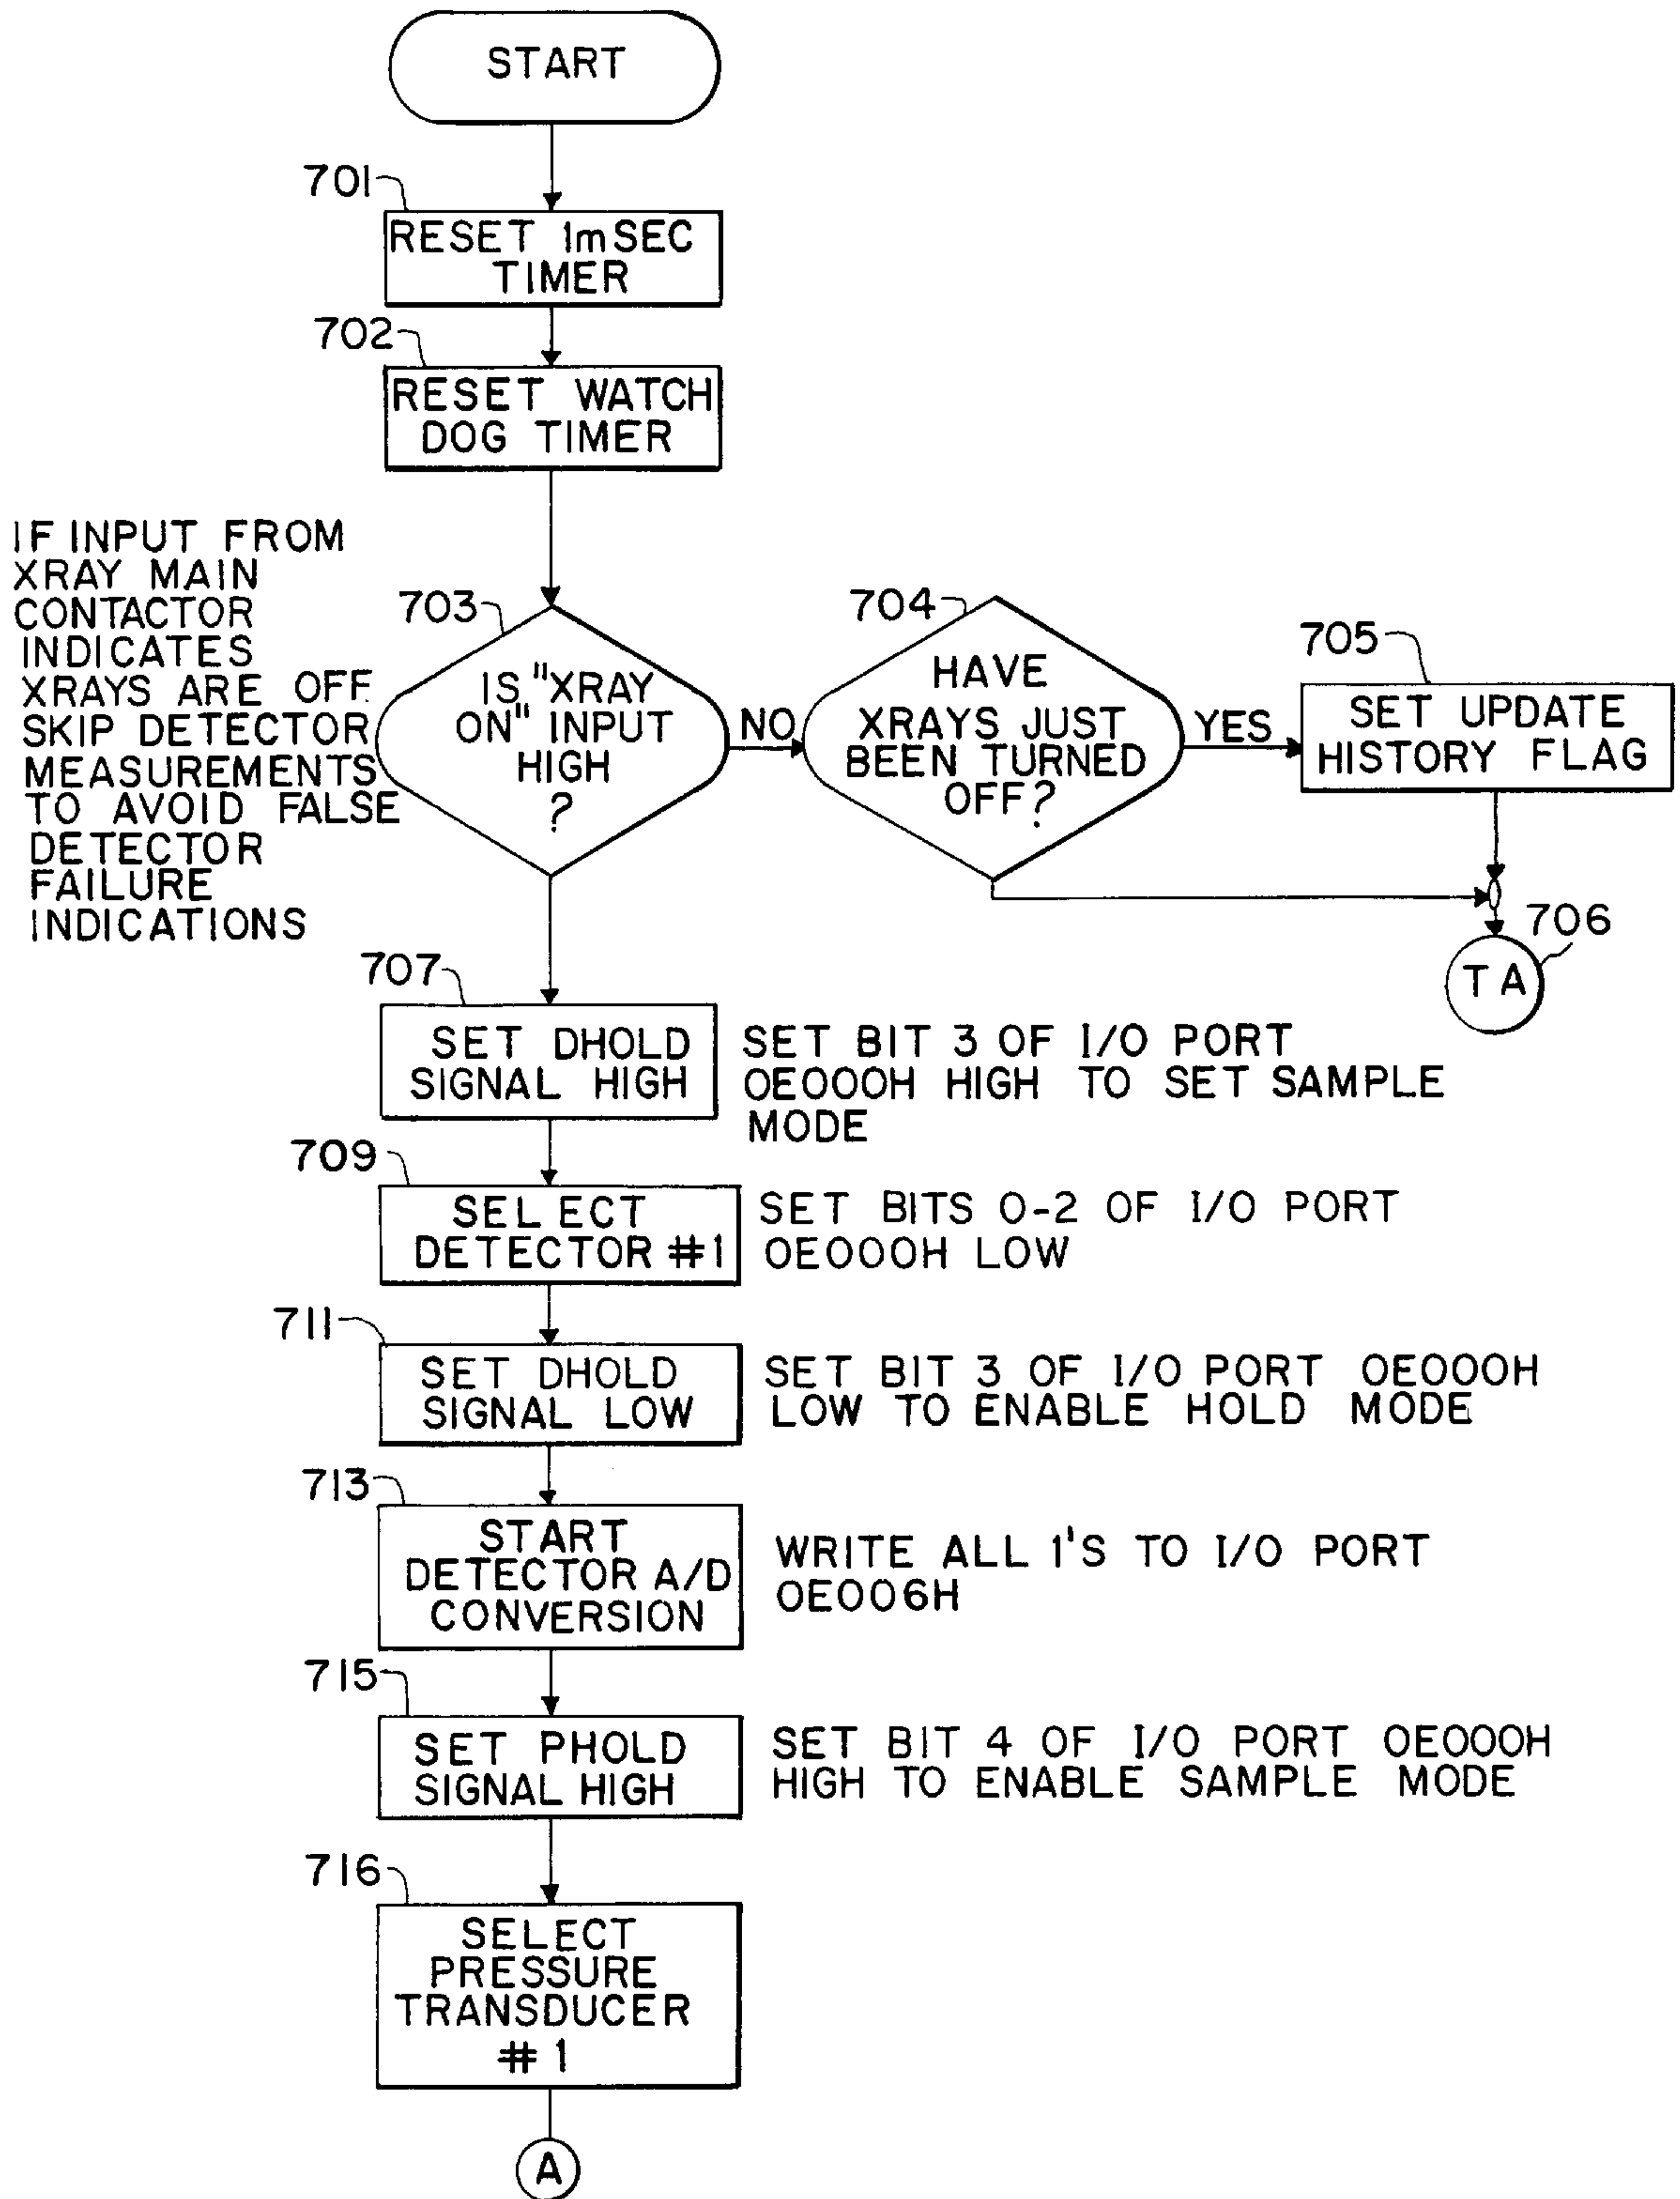 START
701
RESET 1mSEC
TIMER
702
RESET WATCH
DOG TIMER
IF INPUT FROM
XRAY MAIN
CONTACTOR
INDICATES
XRAYS ARE OFF
SKIP DETECTOR
MEASUREMENTS
TO AVOID FALSE
DETECTOR
FAILURE
INDICATIONS
703
IS "XRAY
ON" INPUT
HIGH
?
NO
704
HAVE
XRAYS JUST
BEEN TURNED
OFF?
YES
705
SET UPDATE
HISTORY FLAG
706
TA
707
SET DHOLD
SIGNAL HIGH
SET BIT 3 OF I/O PORT
OEOOOH HIGH TO SET SAMPLE
MODE
709
SELECT
DETECTOR #1
SET BITS 0-2 OF I/O PORT
OEOOOH LOW
711
SET DHOLD
SIGNAL LOW
SET BIT 3 OF I/O PORT OEOOOH
LOW TO ENABLE HOLD MODE
713
START
DETECTOR A/D
CONVERSION
WRITE ALL 1'S TO I/O PORT
OEOO6H
715
SET PHOLD
SIGNAL HIGH
SET BIT 4 OF I/O PORT OEOOOH
HIGH TO ENABLE SAMPLE MODE
716
SELECT
PRESSURE
TRANSDUCER
#1
A